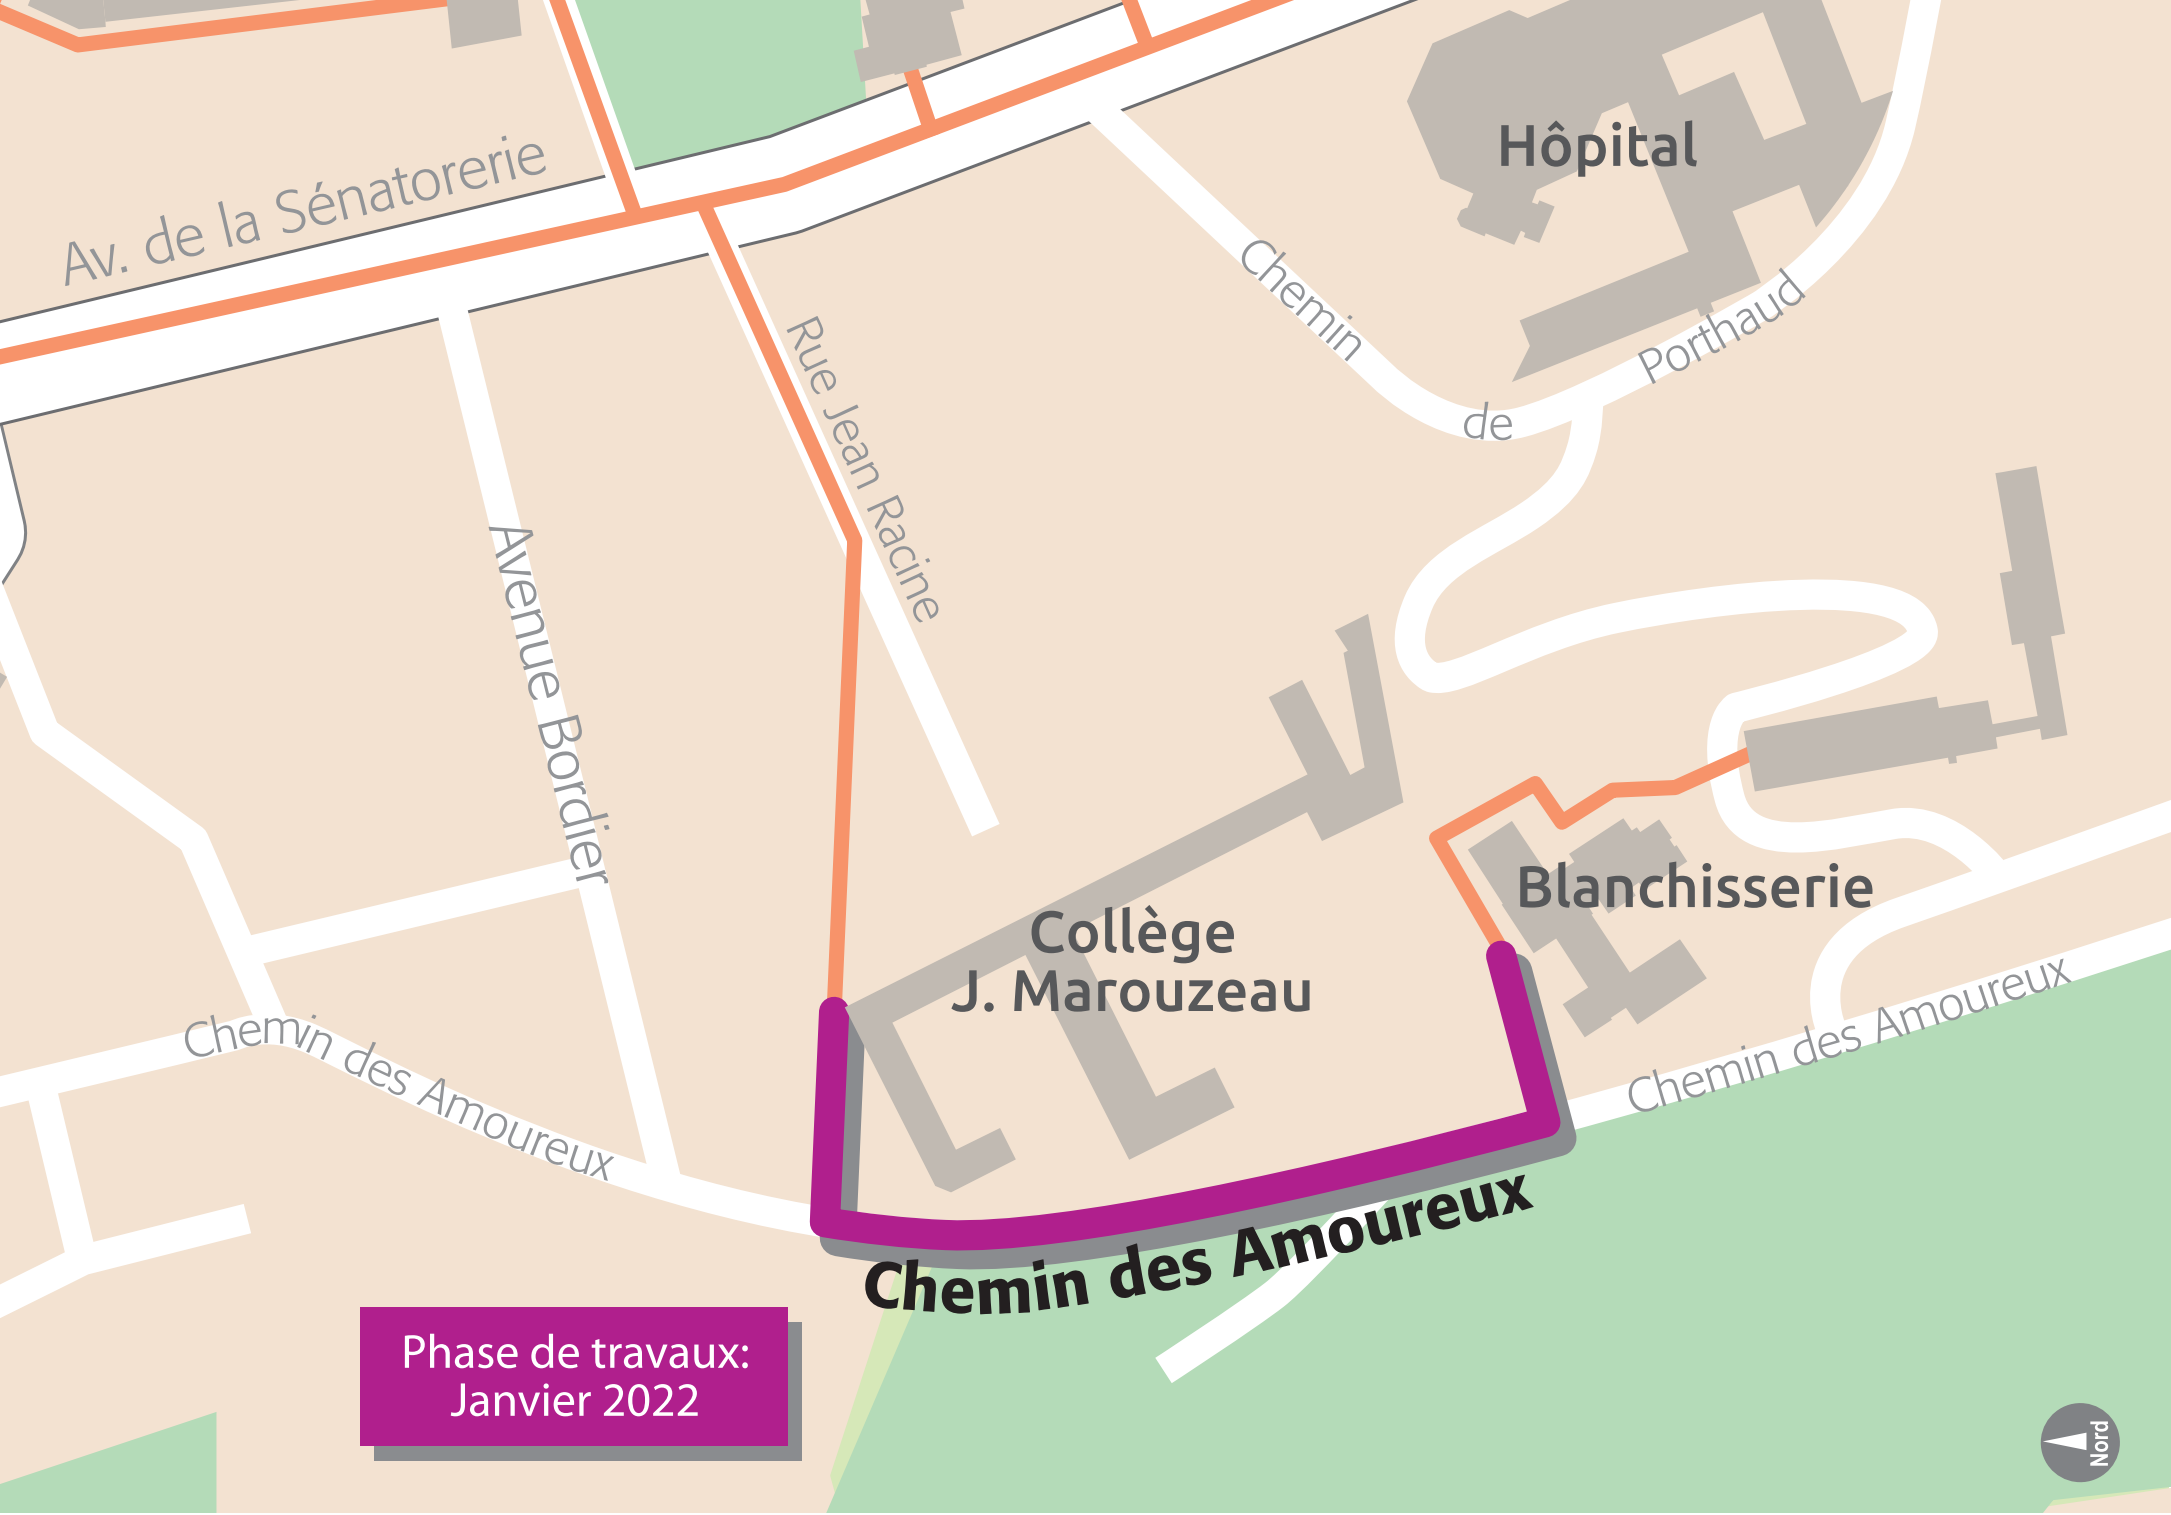 Av. de la Sénatorerie
Hôpital
Chemin
de
Porthaud
Rue Jean Racine
Avenue Bordier
Blanchisserie
Collège
J. Marouzeau
Chemin des Amoureux
Chemin des Amoureux
Chemin des Amoureux
Phase de travaux:
Janvier 2022
Nord